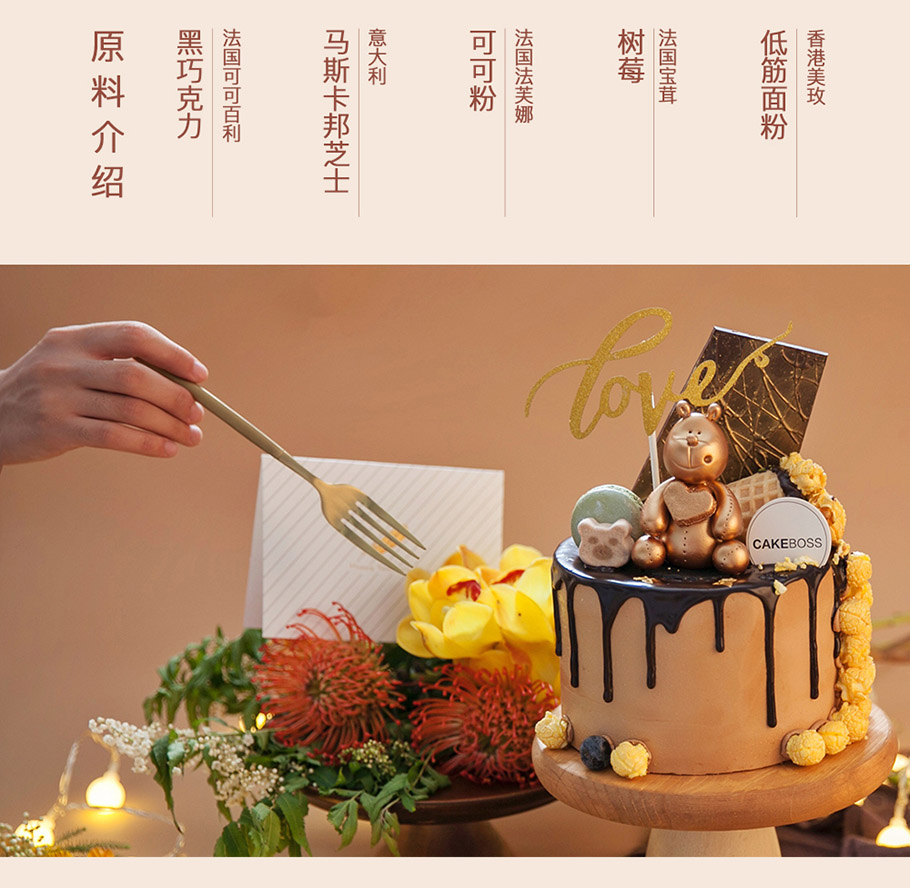 原料介绍
黑巧克力
法国可可百利
马斯卡邦芝士
意大利
可可粉
法国法芙娜
树莓
法国宝茸
低筋面粉
香港美玫
love
CAKEBOSS